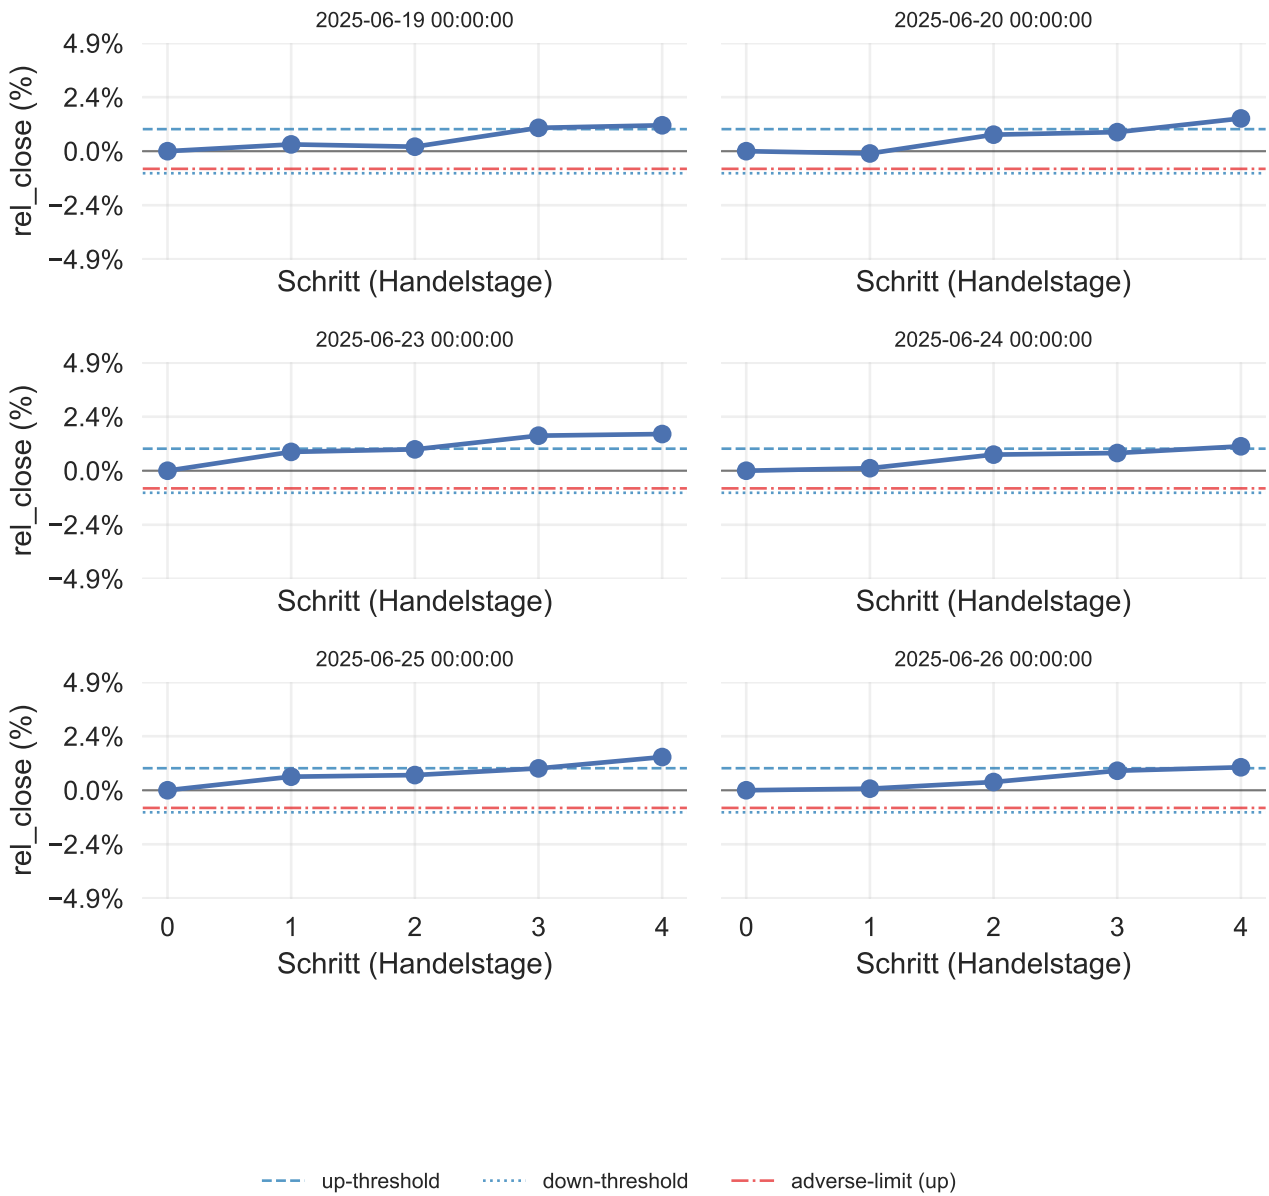 2025-06-19 00:00:00
2025-06-20 00:00:00
4.9%
2.4%
0.0%
−2.4%
−4.9%
rel_close (%)
Schritt (Handelstage)
Schritt (Handelstage)
2025-06-23 00:00:00
2025-06-24 00:00:00
4.9%
2.4%
0.0%
−2.4%
−4.9%
rel_close (%)
Schritt (Handelstage)
Schritt (Handelstage)
2025-06-25 00:00:00
2025-06-26 00:00:00
4.9%
2.4%
0.0%
−2.4%
−4.9%
rel_close (%)
0 1 2 3 4
0 1 2 3 4
Schritt (Handelstage)
Schritt (Handelstage)
up-threshold down-threshold adverse-limit (up)